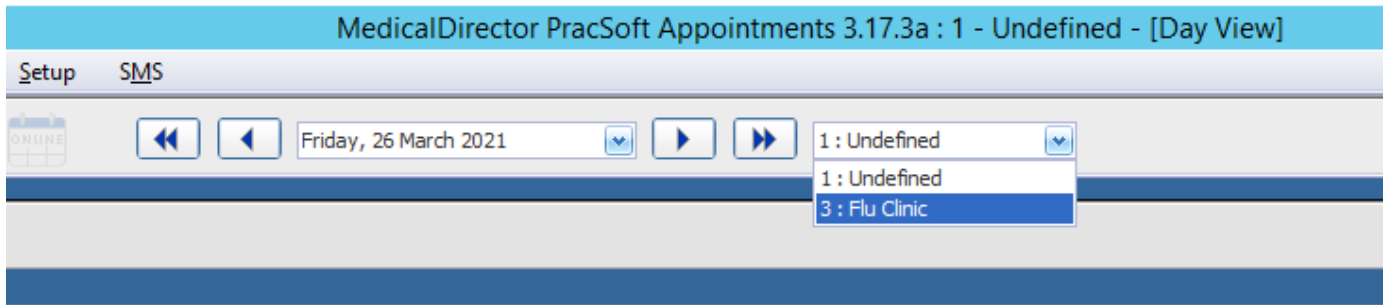 MedicalDirector PracSoft Appointments 3.17.3a : 1 - Undefined - [Day View]
Setup SMS
ONLINE Friday, 26 March 2021 1 : Undefined
1 : Undefined
3 : Flu Clinic